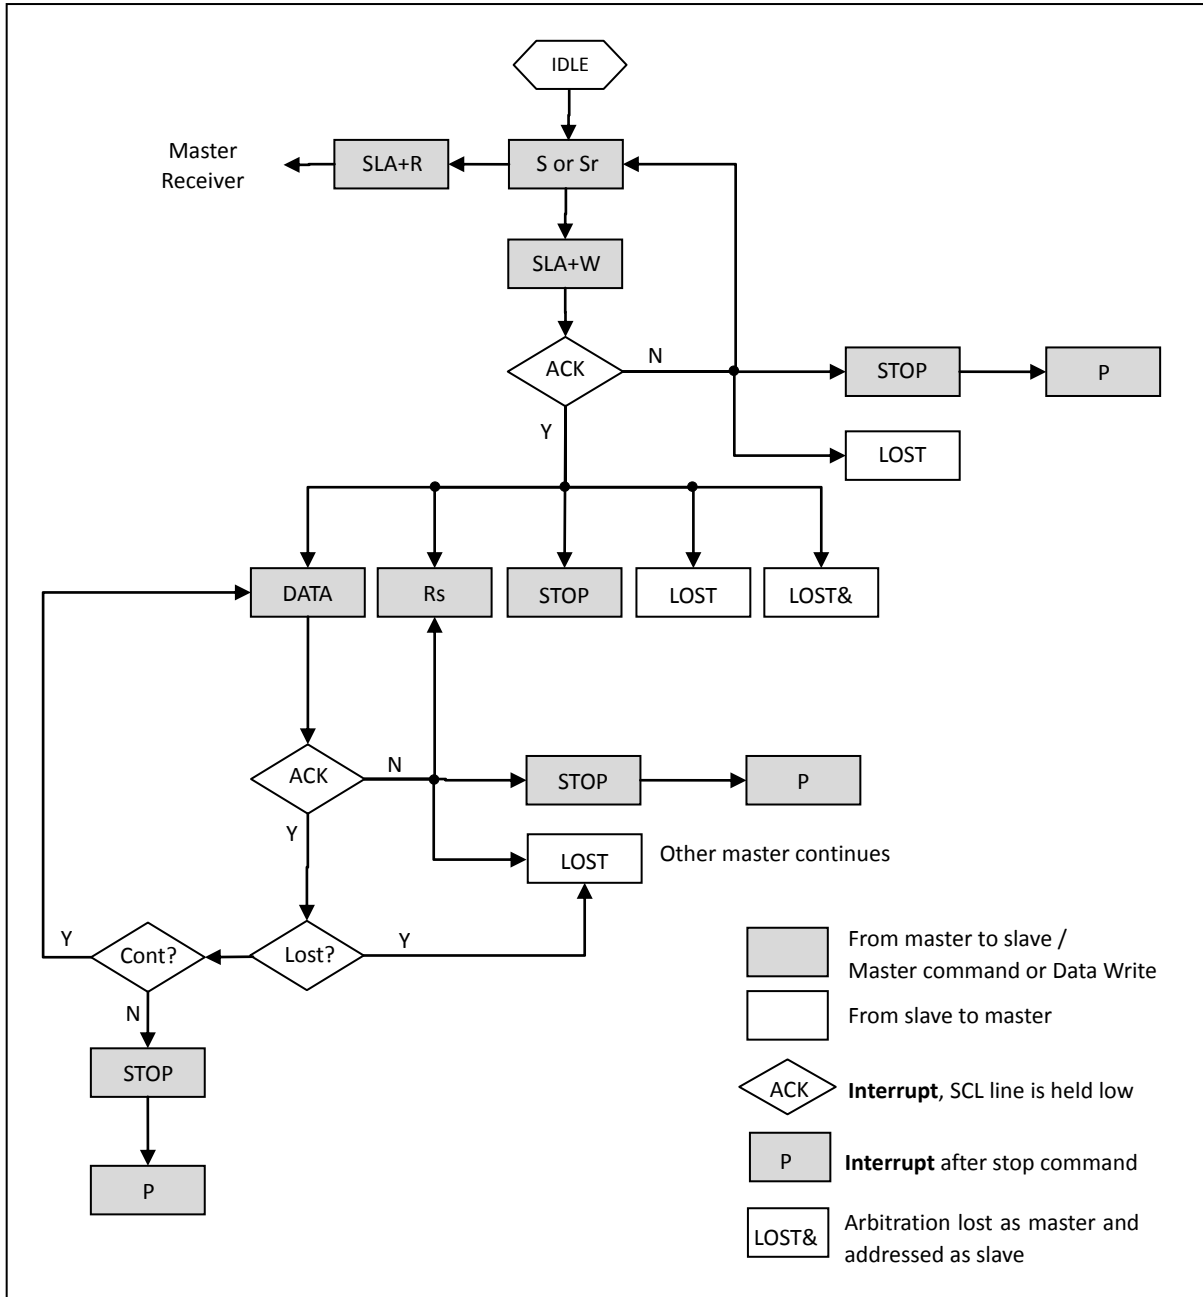 IDLE
Master
Receiver
SLA+R
S or Sr
SLA+W
ACK
N
STOP
P
Y
LOST
DATA
Rs
STOP
LOST
LOST&
ACK
N
STOP
P
Y
LOST
Other master continues
Y
Cont?
Lost?
Y
From master to slave /
Master command or Data Write
N
From slave to master
STOP
ACK
Interrupt, SCL line is held low
P
P
Interrupt after stop command
LOST&
Arbitration lost as master and
addressed as slave